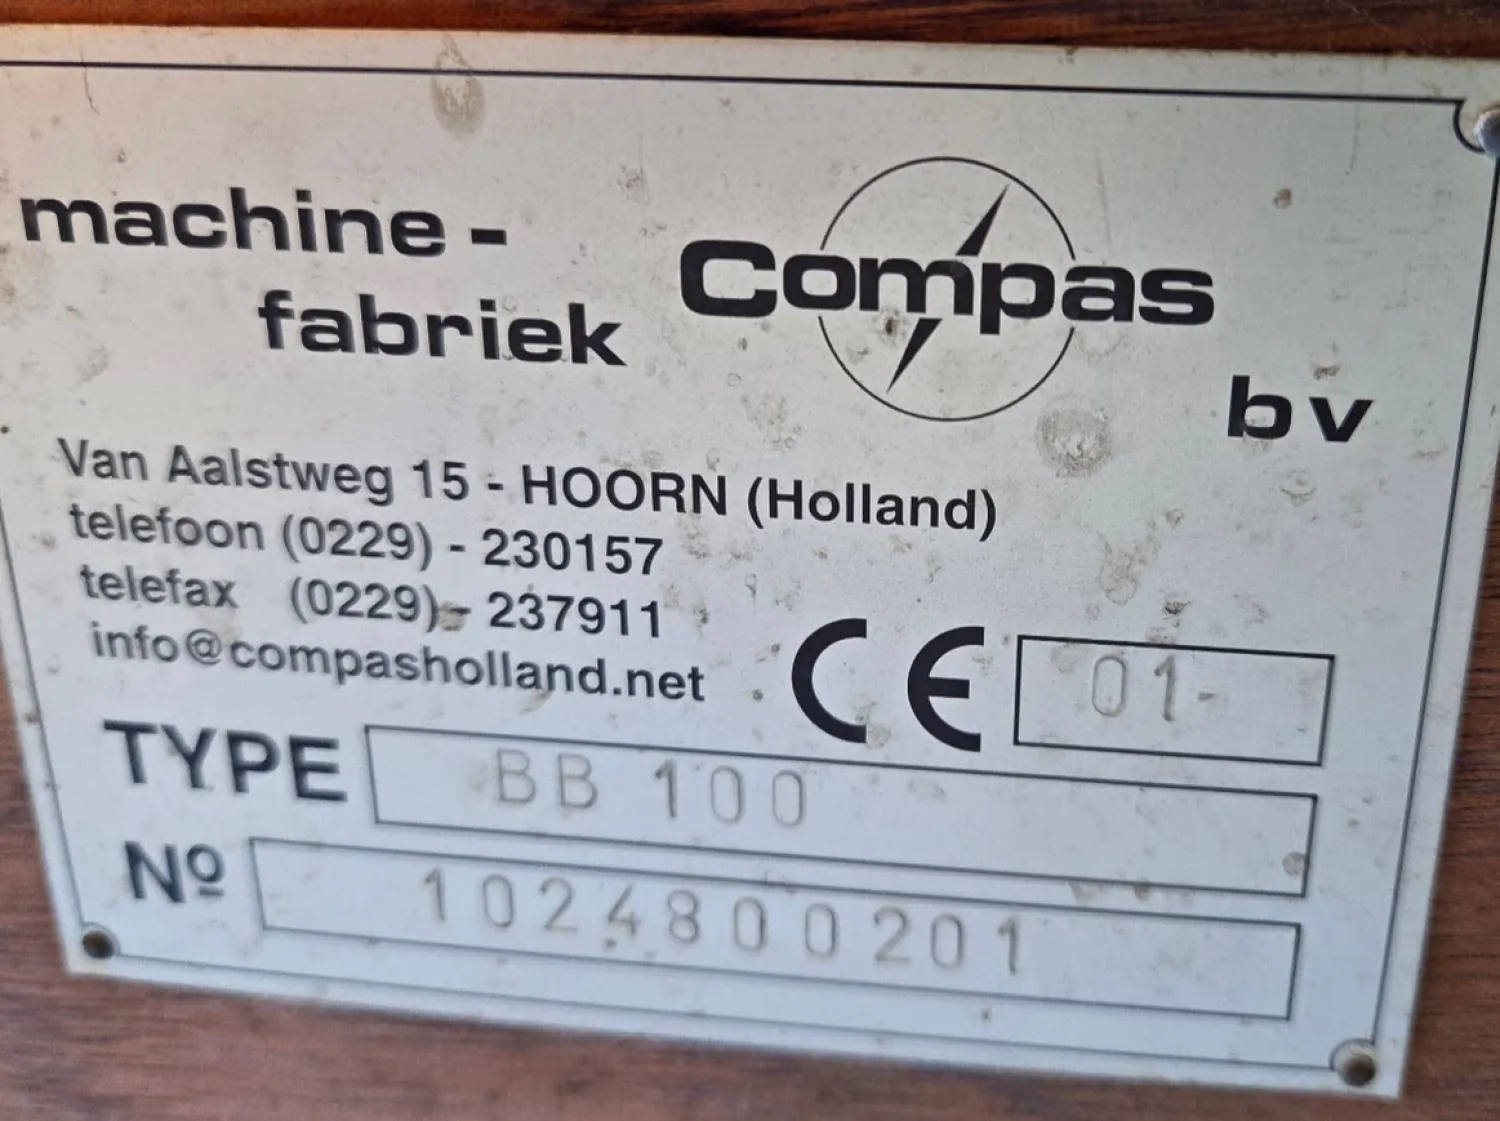 machine-
fabriek
Compas
bv
Van Aalstweg 15 - HOORN (Holland)
telefoon (0229) - 230157
telefax (0229) - 237911
info@compasholland.net
CE 01-
TYPE BB 100
Nº 1024800201